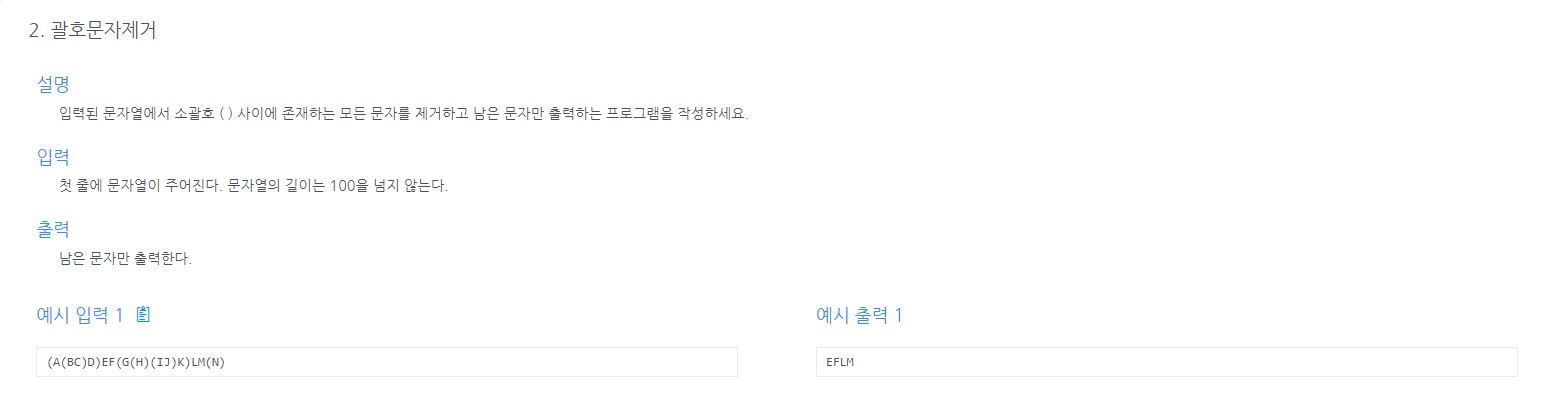 2. 괄호문자제거
설명
입력된 문자열에서 소괄호 ( ) 사이에 존재하는 모든 문자를 제거하고 남은 문자만 출력하는 프로그램을 작성하세요.
입력
첫 줄에 문자열이 주어진다. 문자열의 길이는 100을 넘지 않는다.
출력
남은 문자만 출력한다.
예시 입력 1
(A(BC)D)EF(G(H)(IJ)K)LM(N)
예시 출력 1
EFLM